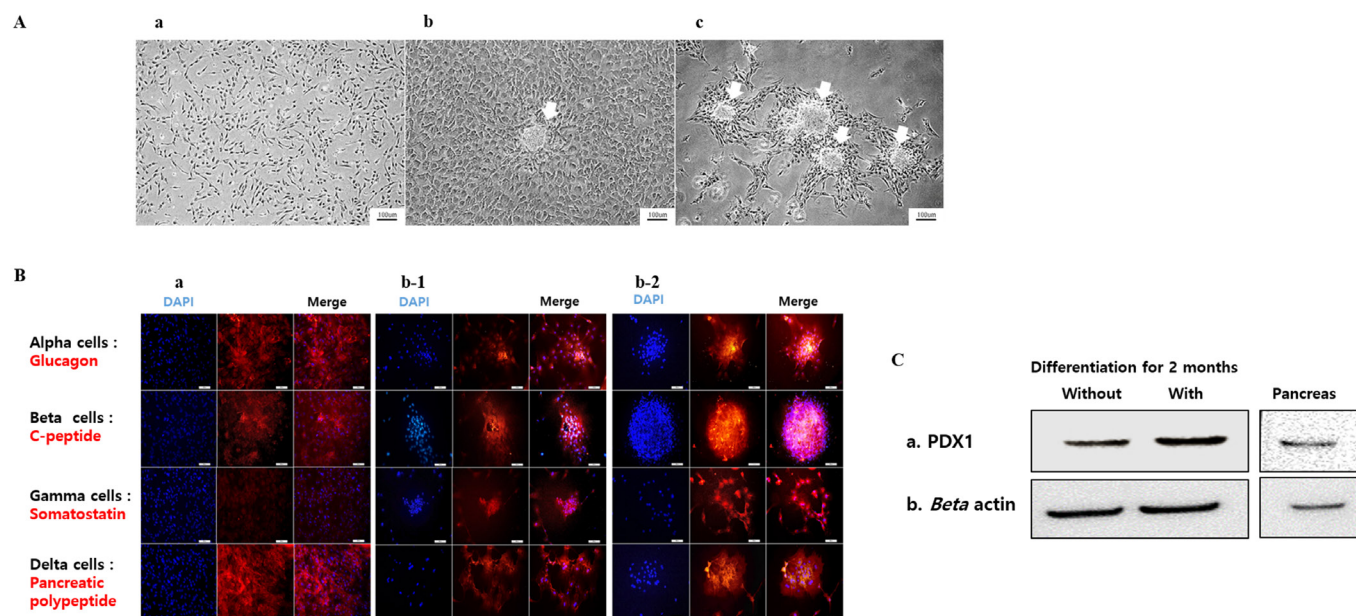 A
a b c
100um 100um 100um
B
a b-1 b-2
DAPI Merge DAPI Merge DAPI Merge
Alpha cells :
Glucagon
Beta cells :
C-peptide
Gamma cells :
Somatostatin
Delta cells :
Pancreatic
polypeptide
C
Differentiation for 2 months
Without With Pancreas
a. PDX1
b. Beta actin